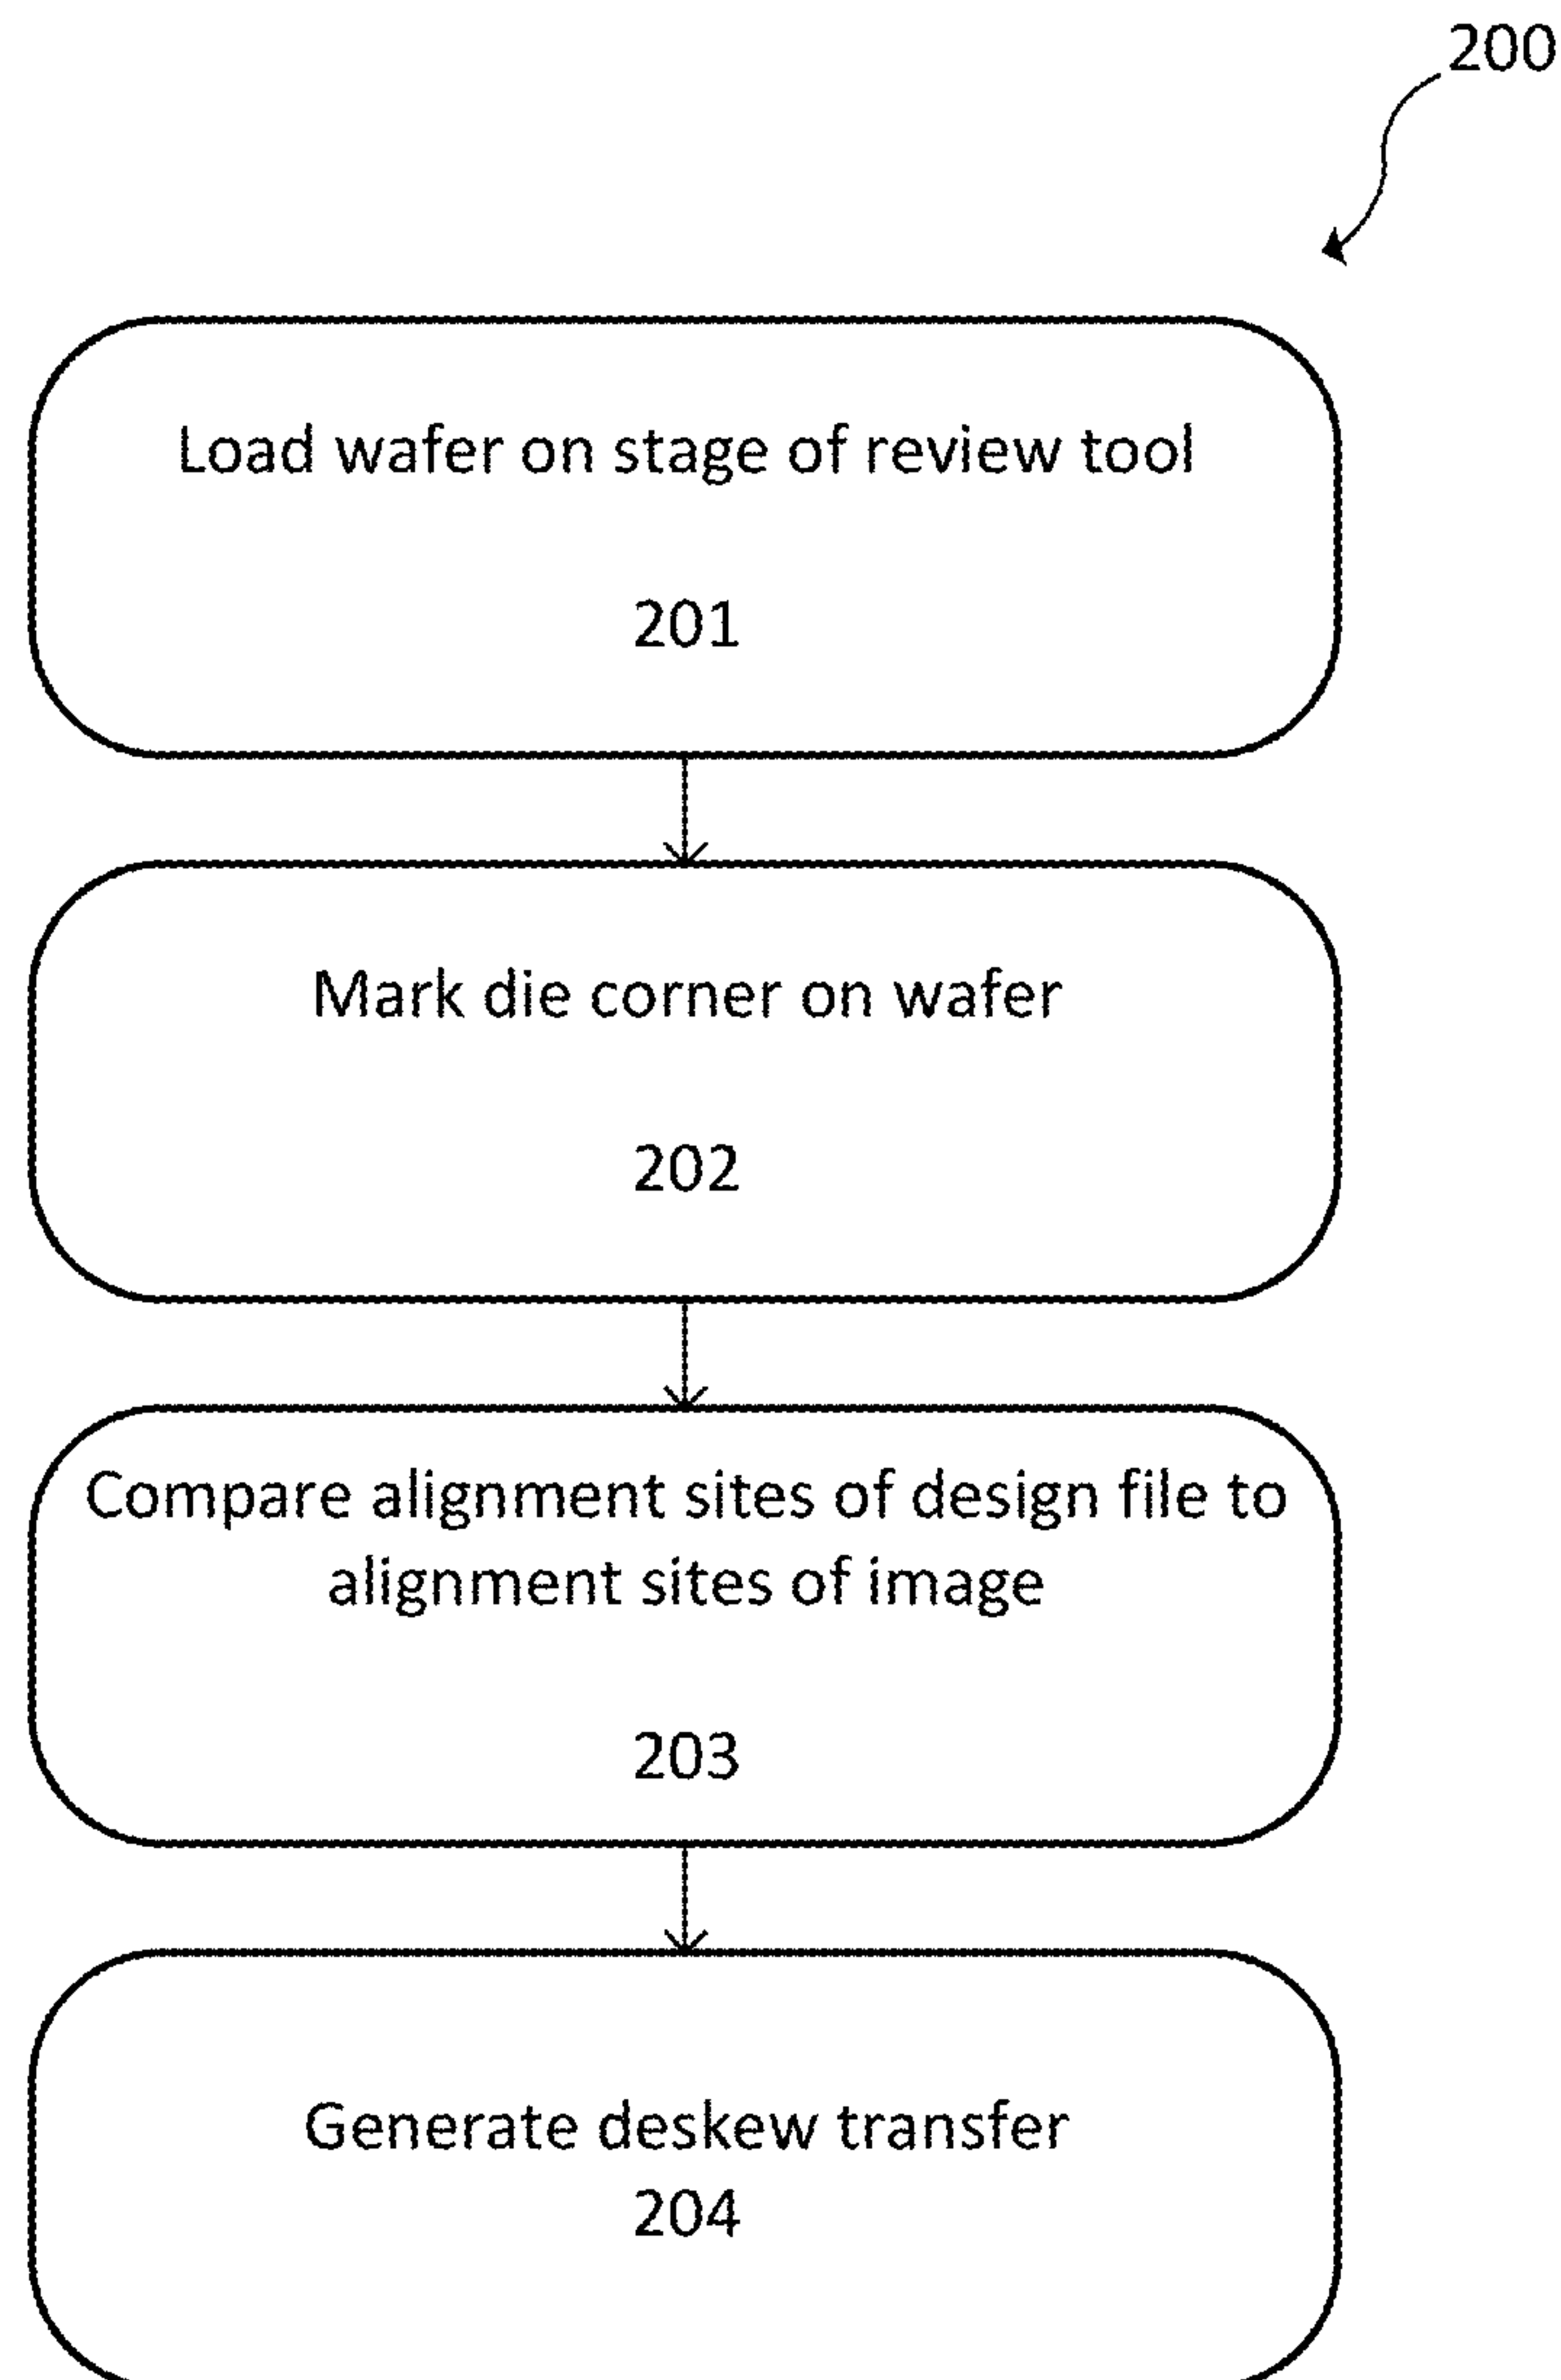 200
Load wafer on stage of review tool
201
Mark die corner on wafer
202
Compare alignment sites of design file to
alignment sites of image
203
Generate deskew transfer
204